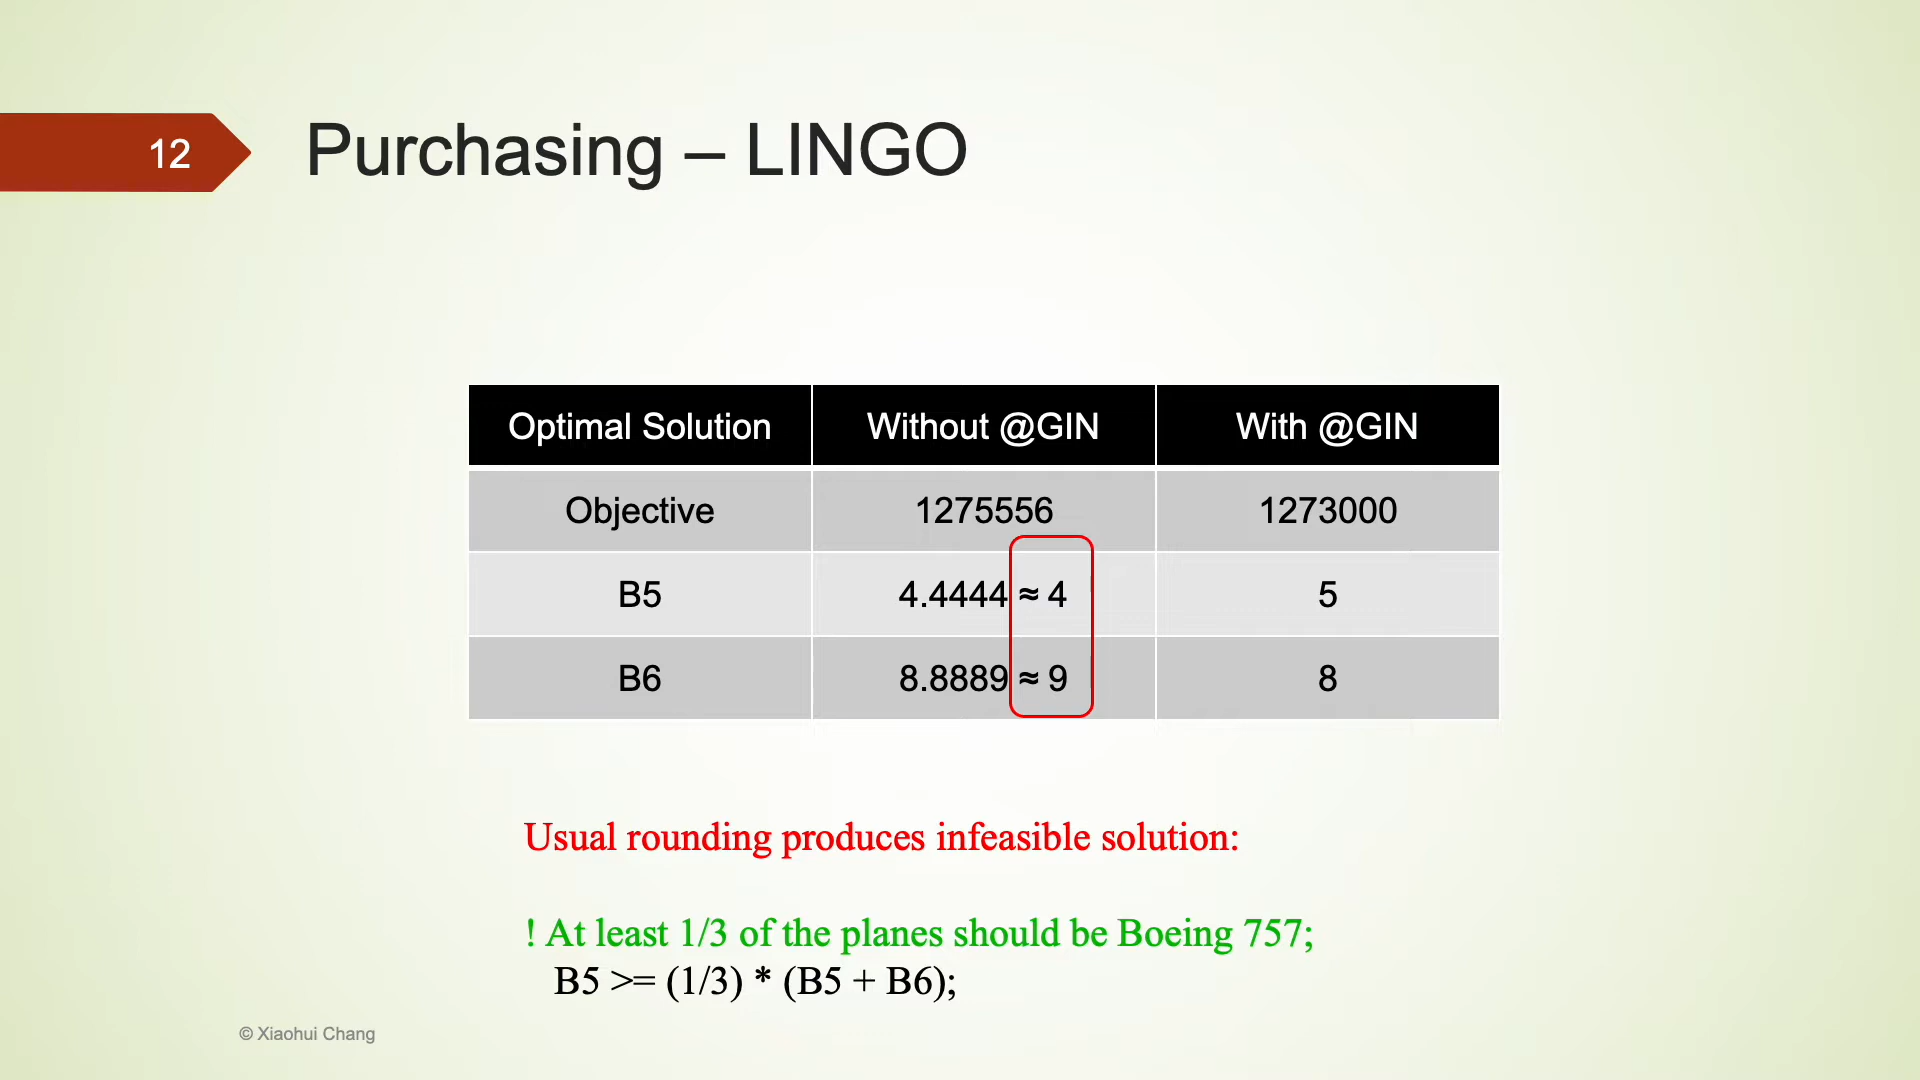 12
Purchasing – LINGO
Optimal Solution Without @GIN With @GIN
Objective 1275556 1273000
B5 4.4444 ≈ 4 5
B6 8.8889 ≈ 9 8
Usual rounding produces infeasible solution:
! At least 1/3 of the planes should be Boeing 757;
B5 >= (1/3) * (B5 + B6);
© Xiaohui Chang